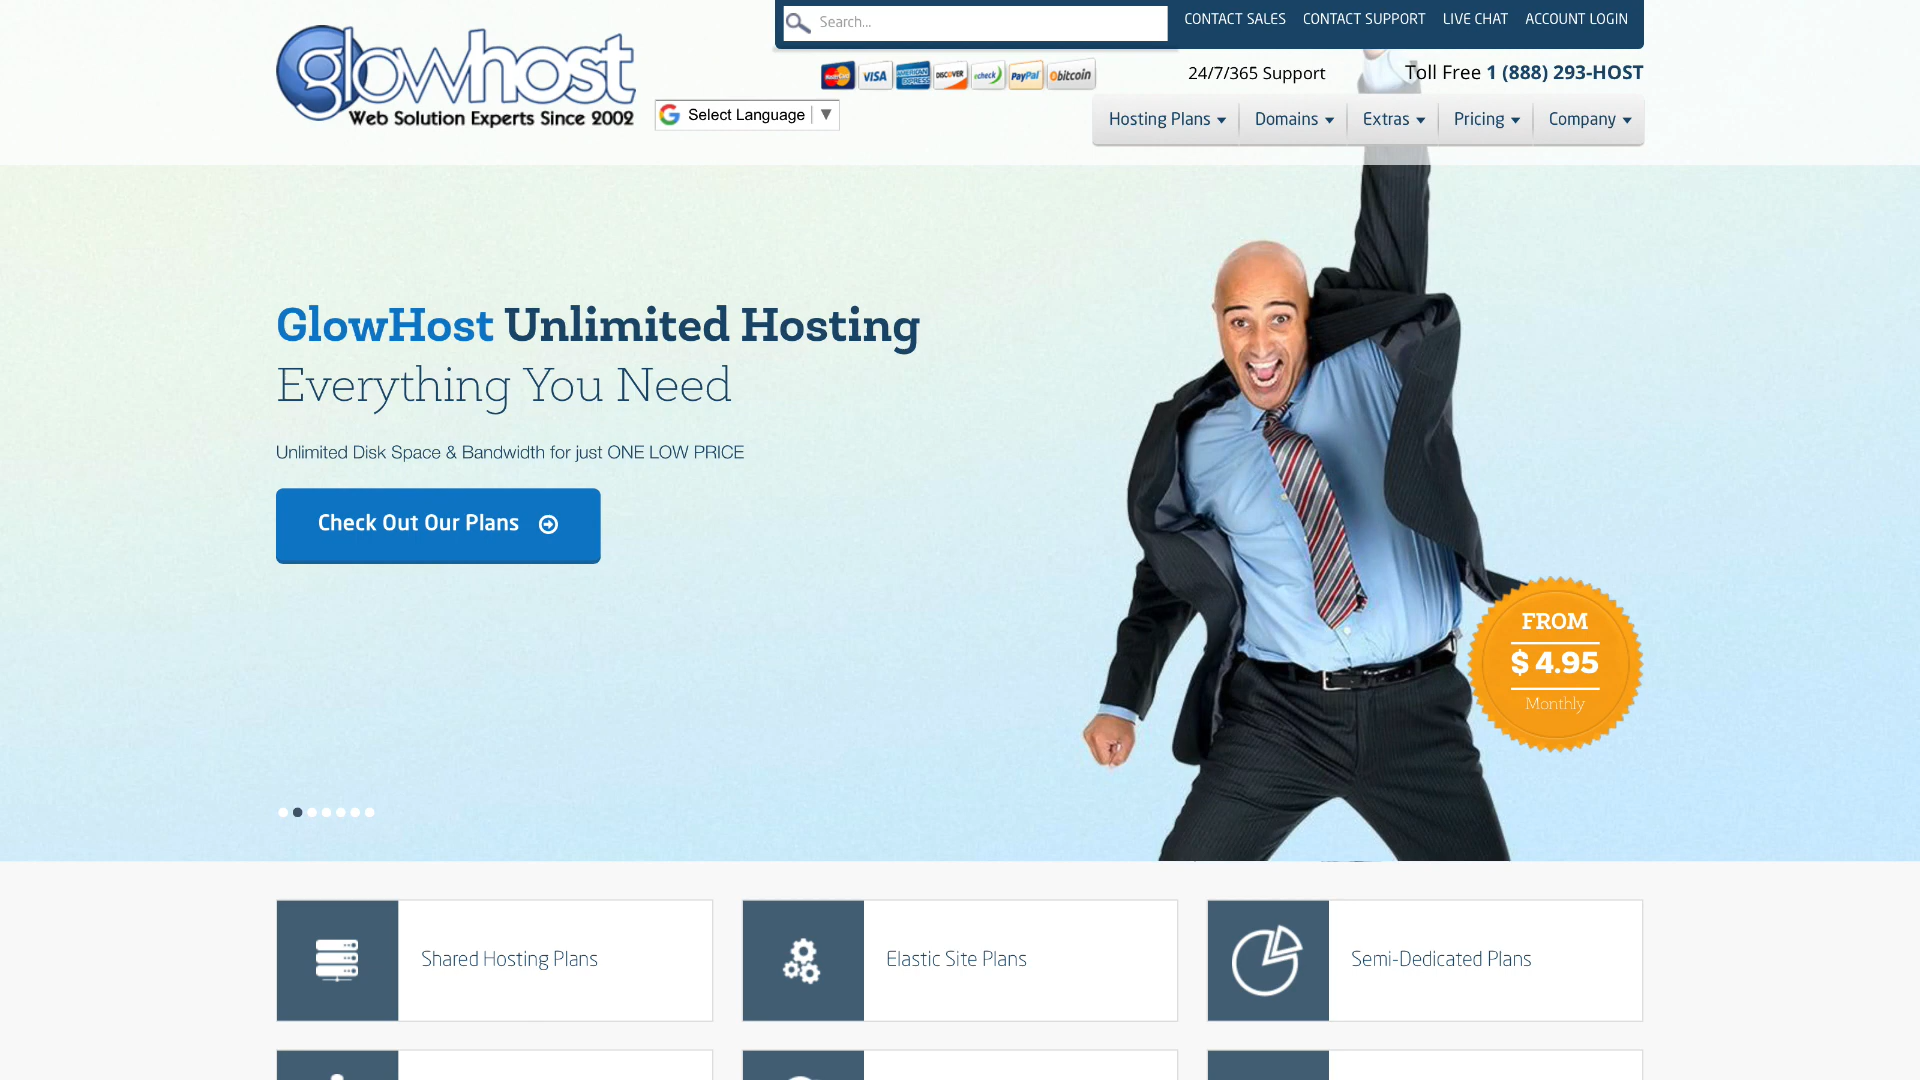 Search...
CONTACT SALES
CONTACT SUPPORT
LIVE CHAT
ACCOUNT LOGIN
glowhost
Web Solution Experts Since 2002
MasterCard
VISA
AMERICAN EXPRESS
DISCOVER
echeck
PayPal
bitcoin
24/7/365 Support
Toll Free 1 (888) 293-HOST
G Select Language ▼
Hosting Plans
Domains
Extras
Pricing
Company
GlowHost Unlimited Hosting
Everything You Need
Unlimited Disk Space & Bandwidth for just ONE LOW PRICE
Check Out Our Plans
FROM
$ 4.95
Monthly
Shared Hosting Plans
Elastic Site Plans
Semi-Dedicated Plans